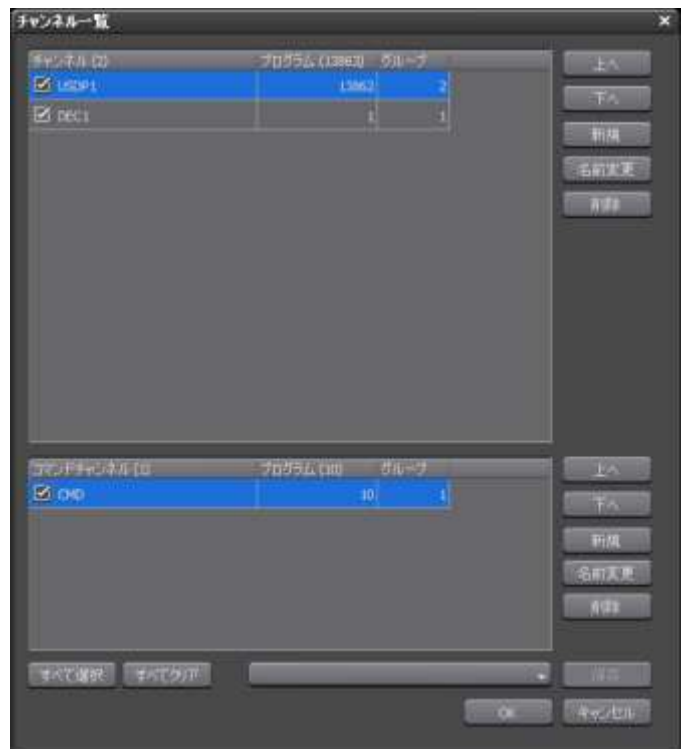 チャンネル一覧
チャンネル (2) プログラム (13863) グループ
USDP1 13862 2
DEC1 1 1
上へ
下へ
新規
名前変更
削除
コマンドチャンネル (1) プログラム (10) グループ
CMD 10 1
上へ
下へ
新規
名前変更
削除
すべて選択 すべてクリア
OK キャンセル